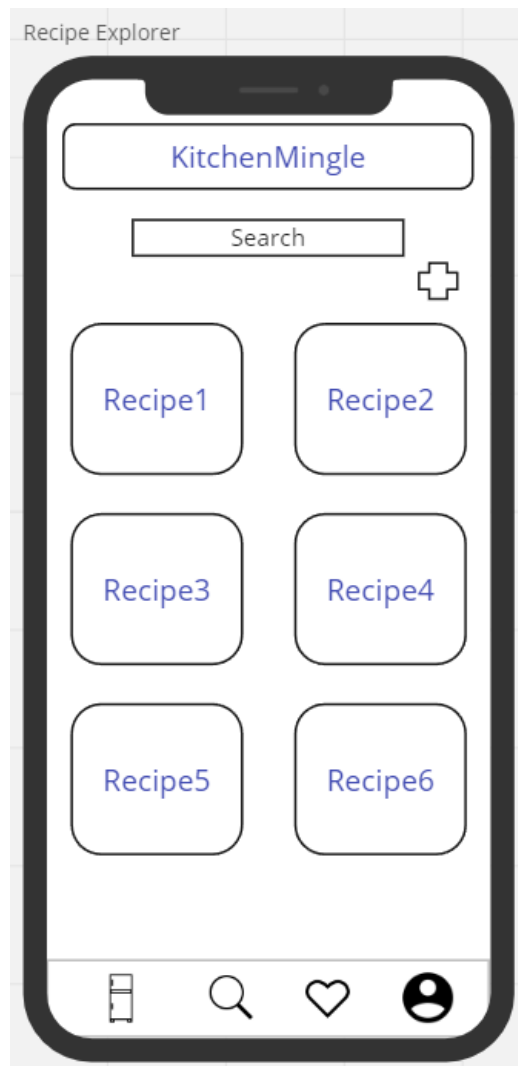 Recipe Explorer
KitchenMingle
Search
Recipe1 Recipe2
Recipe3 Recipe4
Recipe5 Recipe6